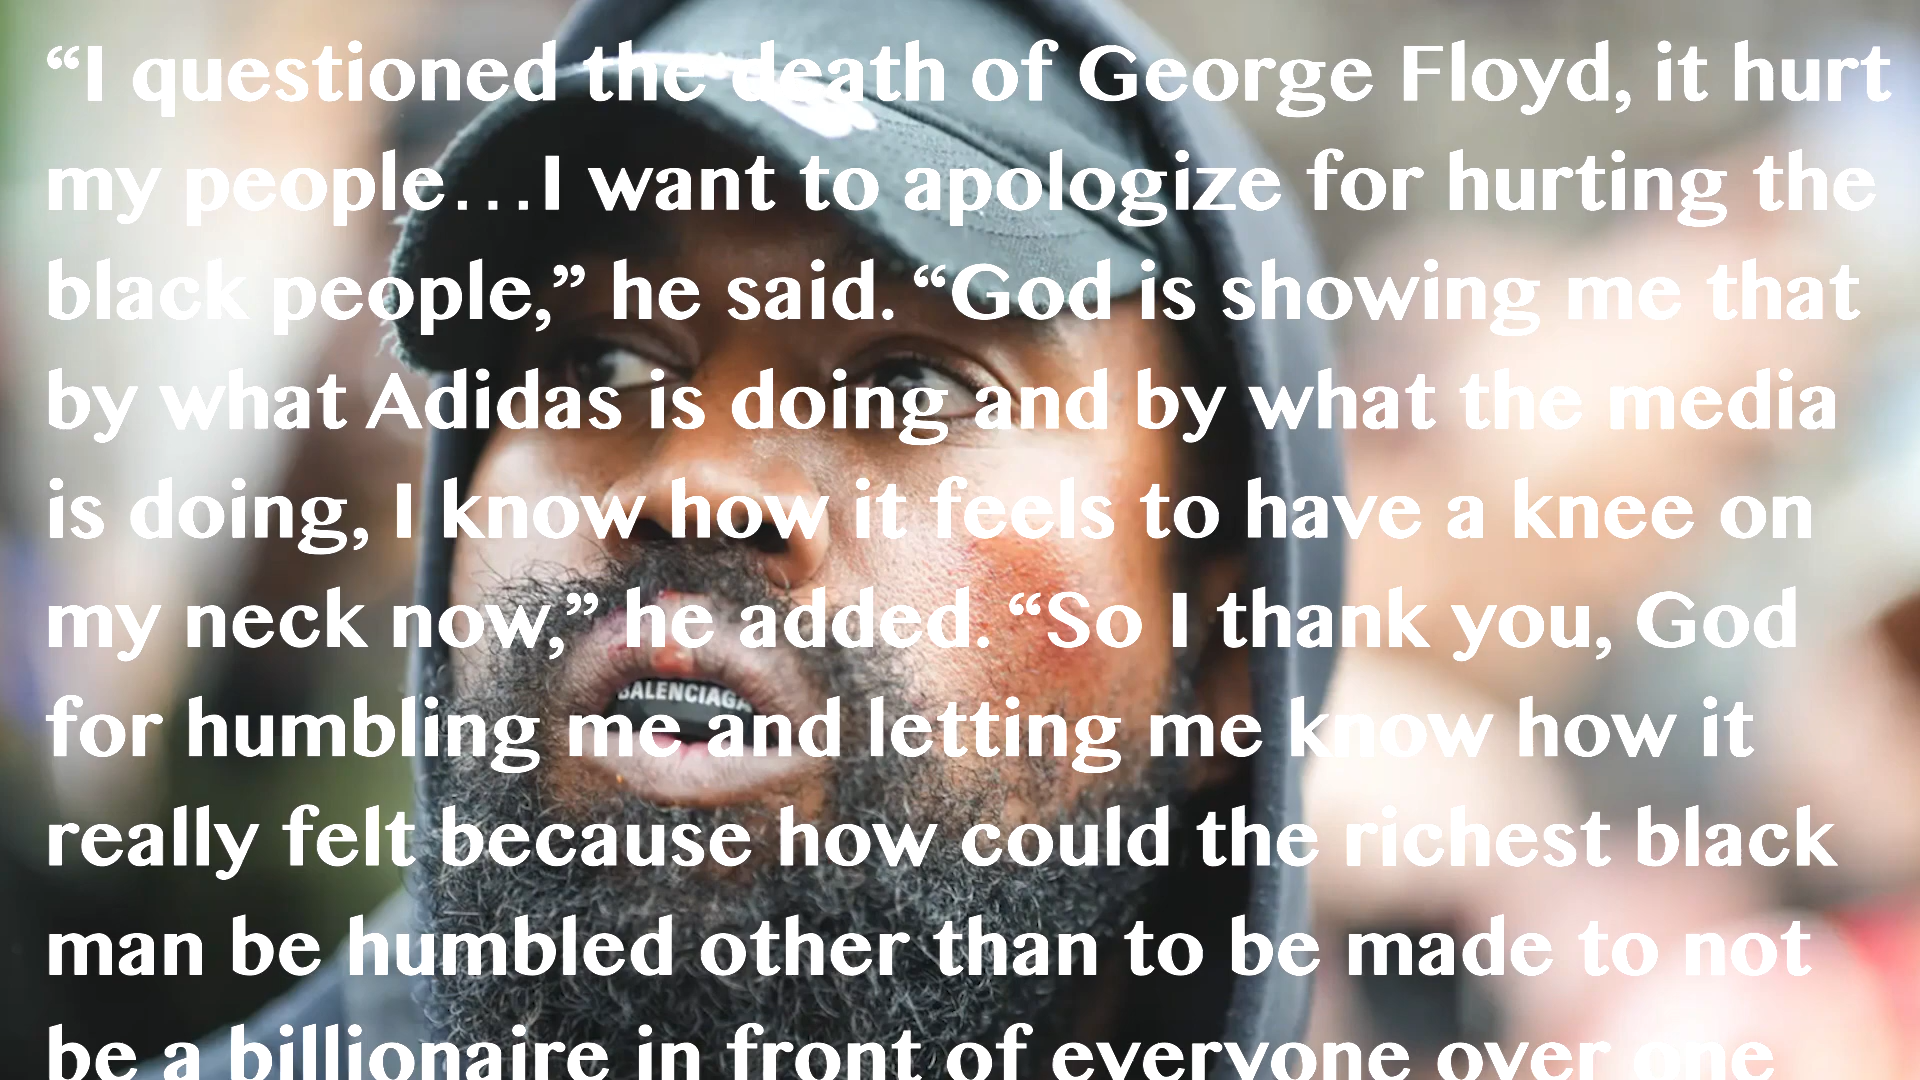 “I questioned the death of George Floyd, it hurt
my people…I want to apologize for hurting the
black people,” he said. “God is showing me that
by what Adidas is doing and by what the media
is doing, I know how it feels to have a knee on
my neck now,” he added. “So I thank you, God
for humbling me and letting me know how it
BALENCIAGA
really felt because how could the richest black
man be humbled other than to be made to not
be a billionaire in front of everyone over one